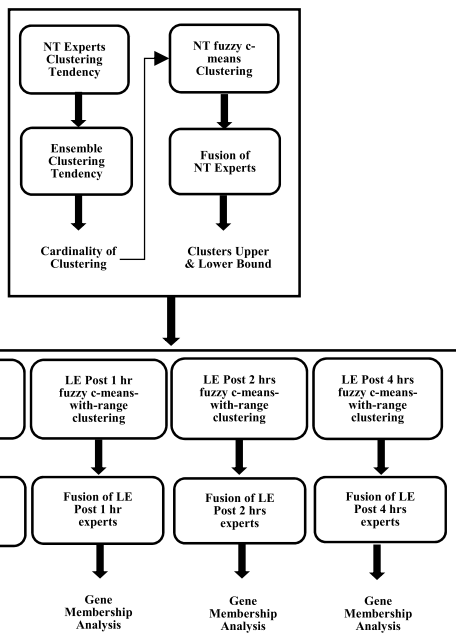 NT Experts
Clustering
Tendency
Ensemble
Clustering
Tendency
Cardinality of
Clustering
NT fuzzy c-
means
Clustering
Fusion of
NT Experts
Clusters Upper
& Lower Bound
LE Post 1 hr
fuzzy c-means-
with-range
clustering
Fusion of LE
Post 1 hr
experts
Gene
Membership
Analysis
LE Post 2 hrs
fuzzy c-means-
with-range
clustering
Fusion of LE
Post 2 hrs
experts
Gene
Membership
Analysis
LE Post 4 hrs
fuzzy c-means-
with-range
clustering
Fusion of LE
Post 4 hrs
experts
Gene
Membership
Analysis